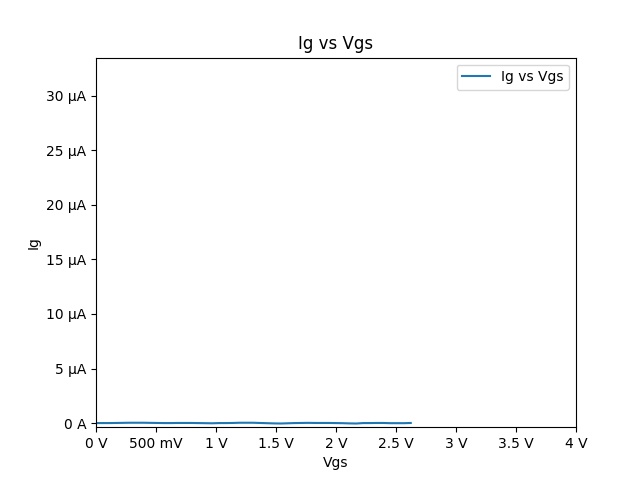 Ig vs Vgs
Ig vs Vgs
30 µA
25 µA
20 µA
15 µA
10 µA
5 µA
0 A
Ig
0 V 500 mV 1 V 1.5 V 2 V 2.5 V 3 V 3.5 V 4 V
Vgs